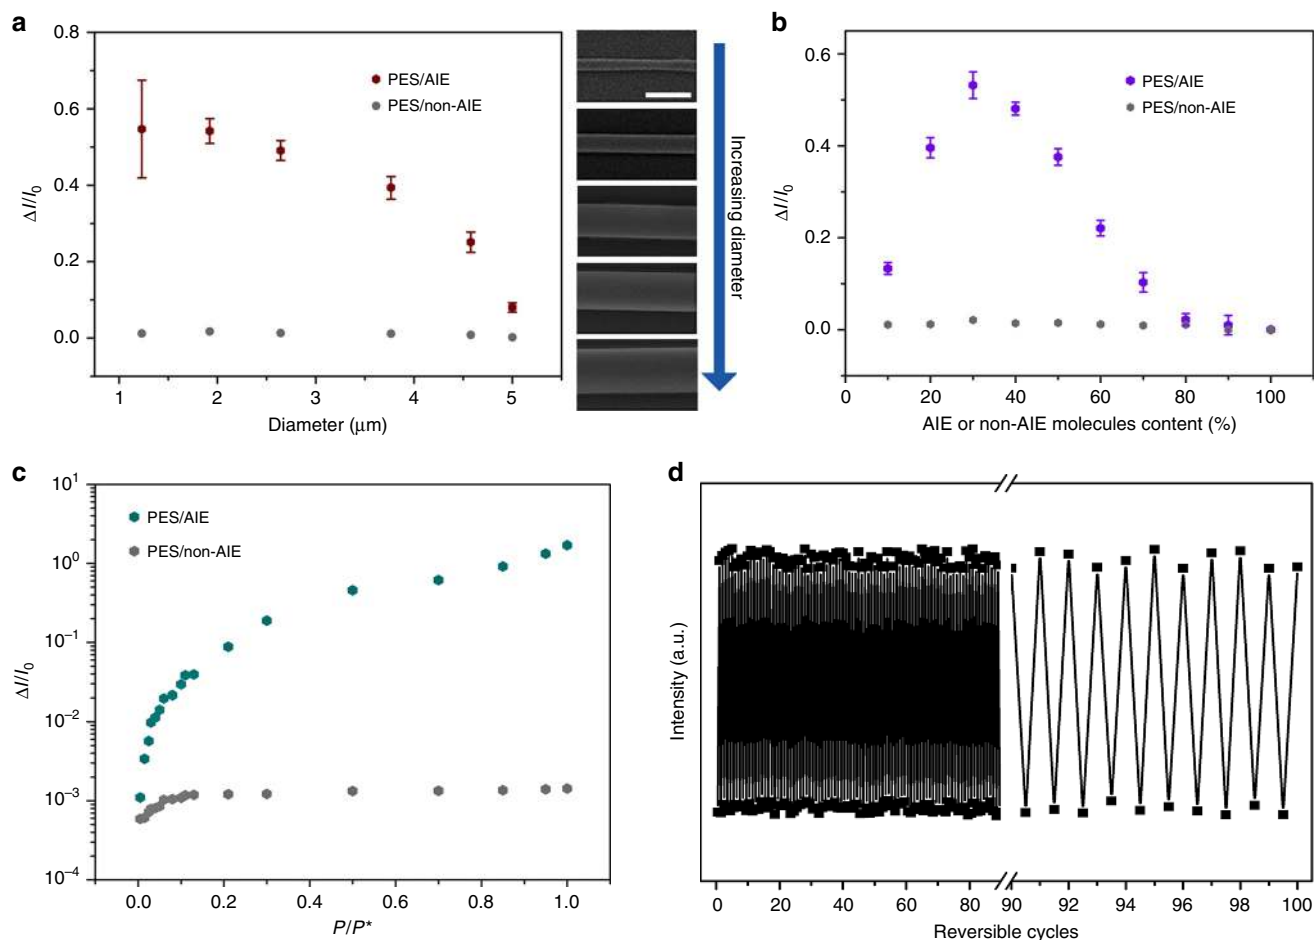 a
0.8
0.6
0.4
0.2
0.0
ΔI/I0
PES/AIE
PES/non-AIE
1 2 3 4 5
Diameter (μm)
Increasing diameter
b
0.6
0.4
0.2
0.0
ΔI/I0
PES/AIE
PES/non-AIE
0 20 40 60 80 100
AIE or non-AIE molecules content (%)
c
10^1
10^0
10^−1
10^−2
10^−3
10^−4
ΔI/I0
PES/AIE
PES/non-AIE
0.0 0.2 0.4 0.6 0.8 1.0
P/P*
d
Intensity (a.u.)
0 20 40 60 80 90 92 94 96 98 100
Reversible cycles